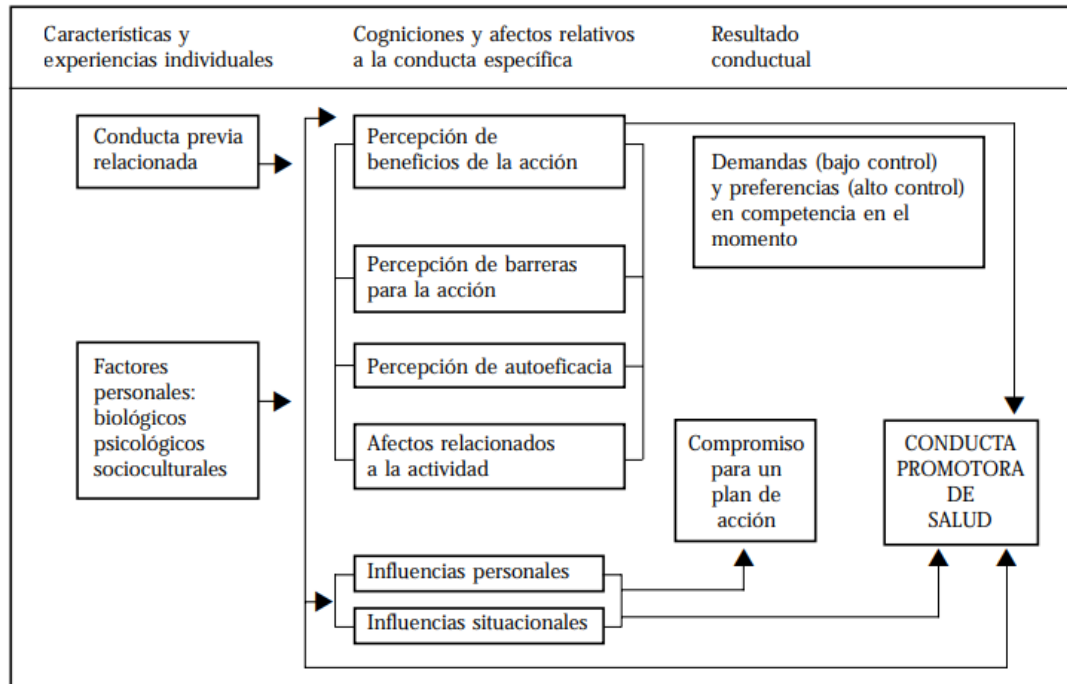 Características y
experiencias individuales
Cogniciones y afectos relativos
a la conducta específica
Resultado
conductual
Conducta previa
relacionada
Factores
personales:
biológicos
psicológicos
socioculturales
Percepción de
beneficios de la acción
Percepción de barreras
para la acción
Percepción de autoeficacia
Afectos relacionados
a la actividad
Influencias personales
Influencias situacionales
Demandas (bajo control)
y preferencias (alto control)
en competencia en el
momento
Compromiso
para un
plan de
acción
CONDUCTA
PROMOTORA
DE
SALUD